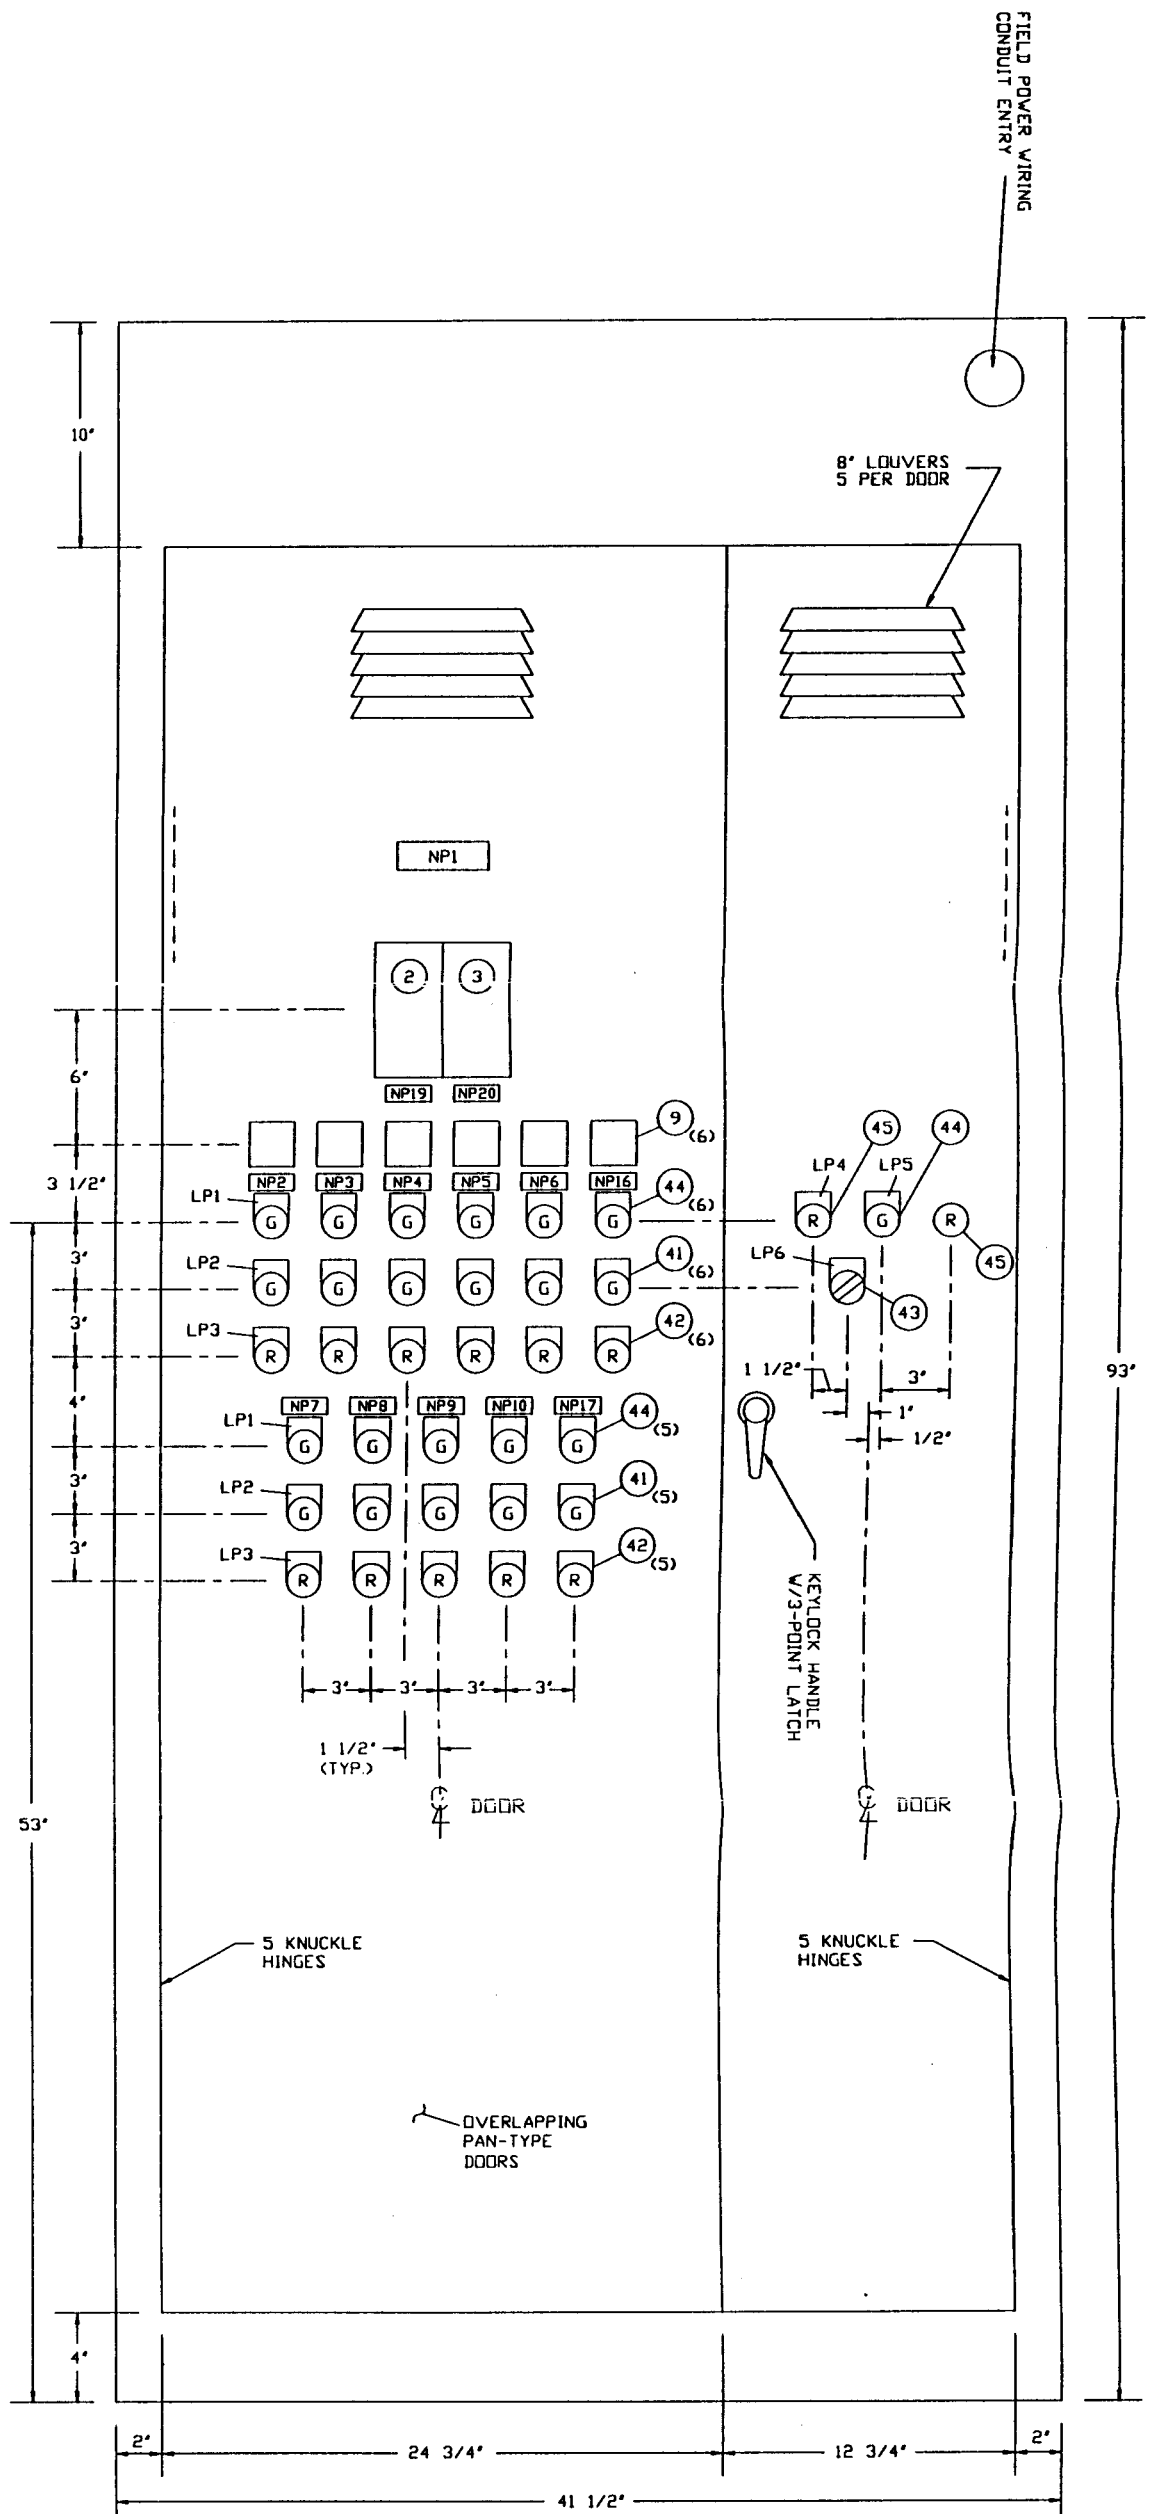 FIELD POWER WIRING
CONDUIT ENTRY
10"
8" LOUVERS
5 PER DOOR
NP1
2 3
6"
NP19 NP20
9
(6)
3 1/2"
NP2 NP3 NP4 NP5 NP6 NP16
44
(6)
LP1
G G G G G G
45 44
LP4 LP5
R G R
45
3"
LP2
G G G G G G
41
(6)
LP6
43
3"
LP3
R R R R R R
42
(6)
1 1/2" 3"
1"
1/2"
93"
4"
NP7 NP8 NP9 NP10 NP17
44
(5)
LP1
G G G G G
3"
LP2
G G G G G
41
(5)
3"
LP3
R R R R R
42
(5)
KEYLOCK HANDLE
W/3-POINT LATCH
3" 3" 3" 3"
1 1/2"
(TYP.)
℄ DOOR
℄ DOOR
53"
5 KNUCKLE
HINGES
5 KNUCKLE
HINGES
OVERLAPPING
PAN-TYPE
DOORS
4"
2" 24 3/4" 12 3/4" 2"
41 1/2"